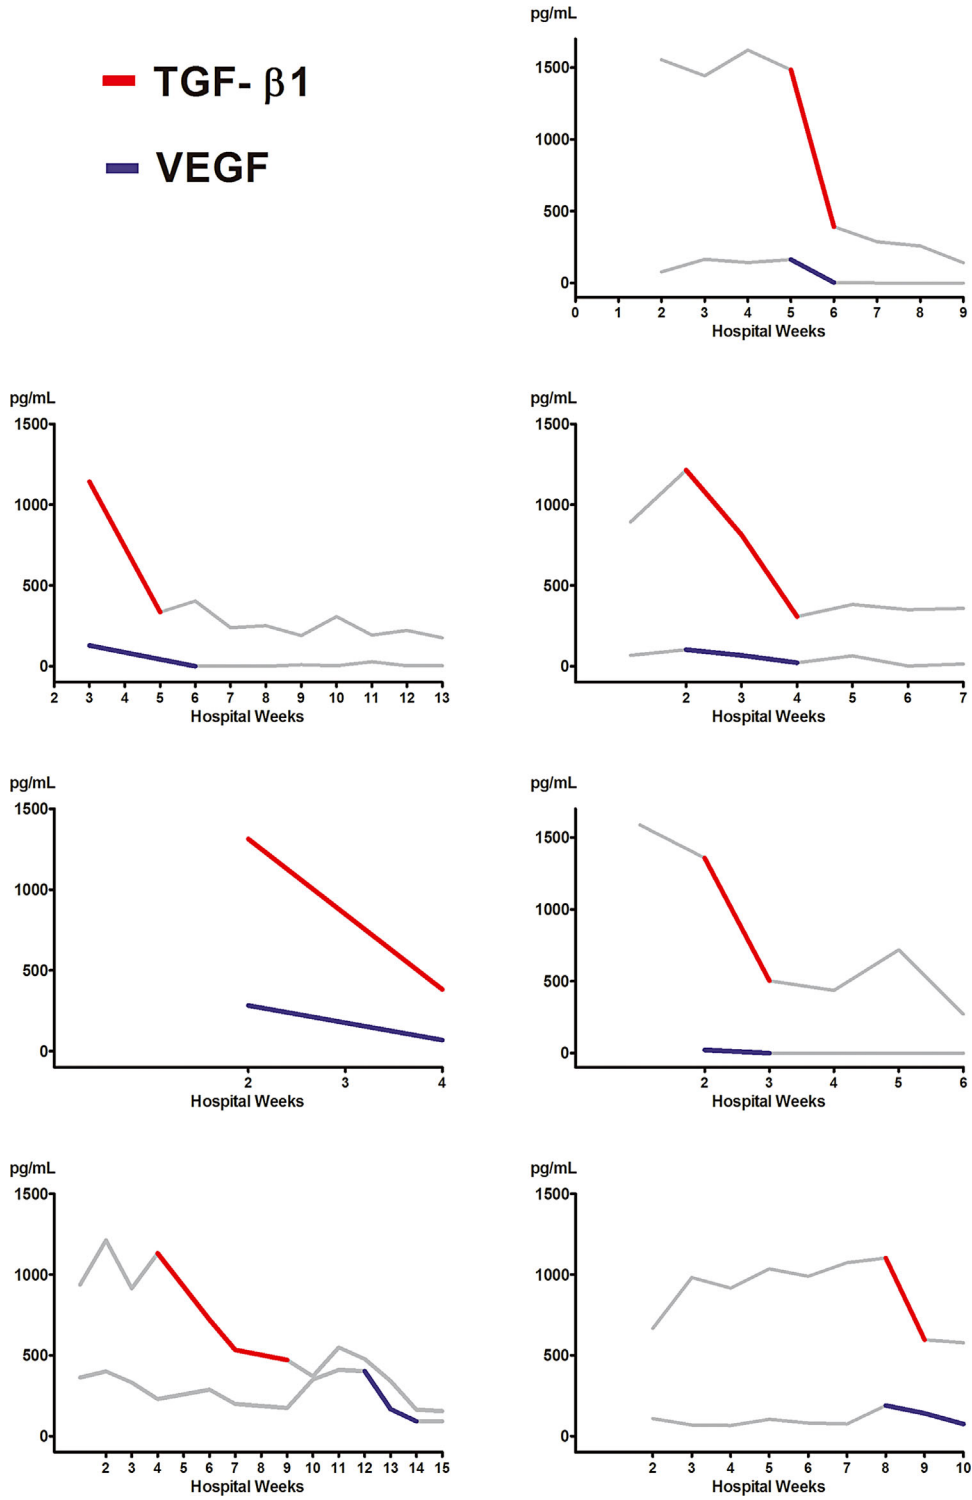 TGF- β1
VEGF
pg/mL
1500
1000
500
0
0 1 2 3 4 5 6 7 8 9
Hospital Weeks
pg/mL
1500
1000
500
0
2 3 4 5 6 7 8 9 10 11 12 13
Hospital Weeks
pg/mL
1500
1000
500
0
2 3 4 5 6 7
Hospital Weeks
pg/mL
1500
1000
500
0
2 3 4
Hospital Weeks
pg/mL
1500
1000
500
0
2 3 4 5 6
Hospital Weeks
pg/mL
1500
1000
500
0
2 3 4 5 6 7 9 10 11 12 13 14 15
Hospital Weeks
pg/mL
1500
1000
500
0
2 3 4 5 6 7 8 9 10
Hospital Weeks